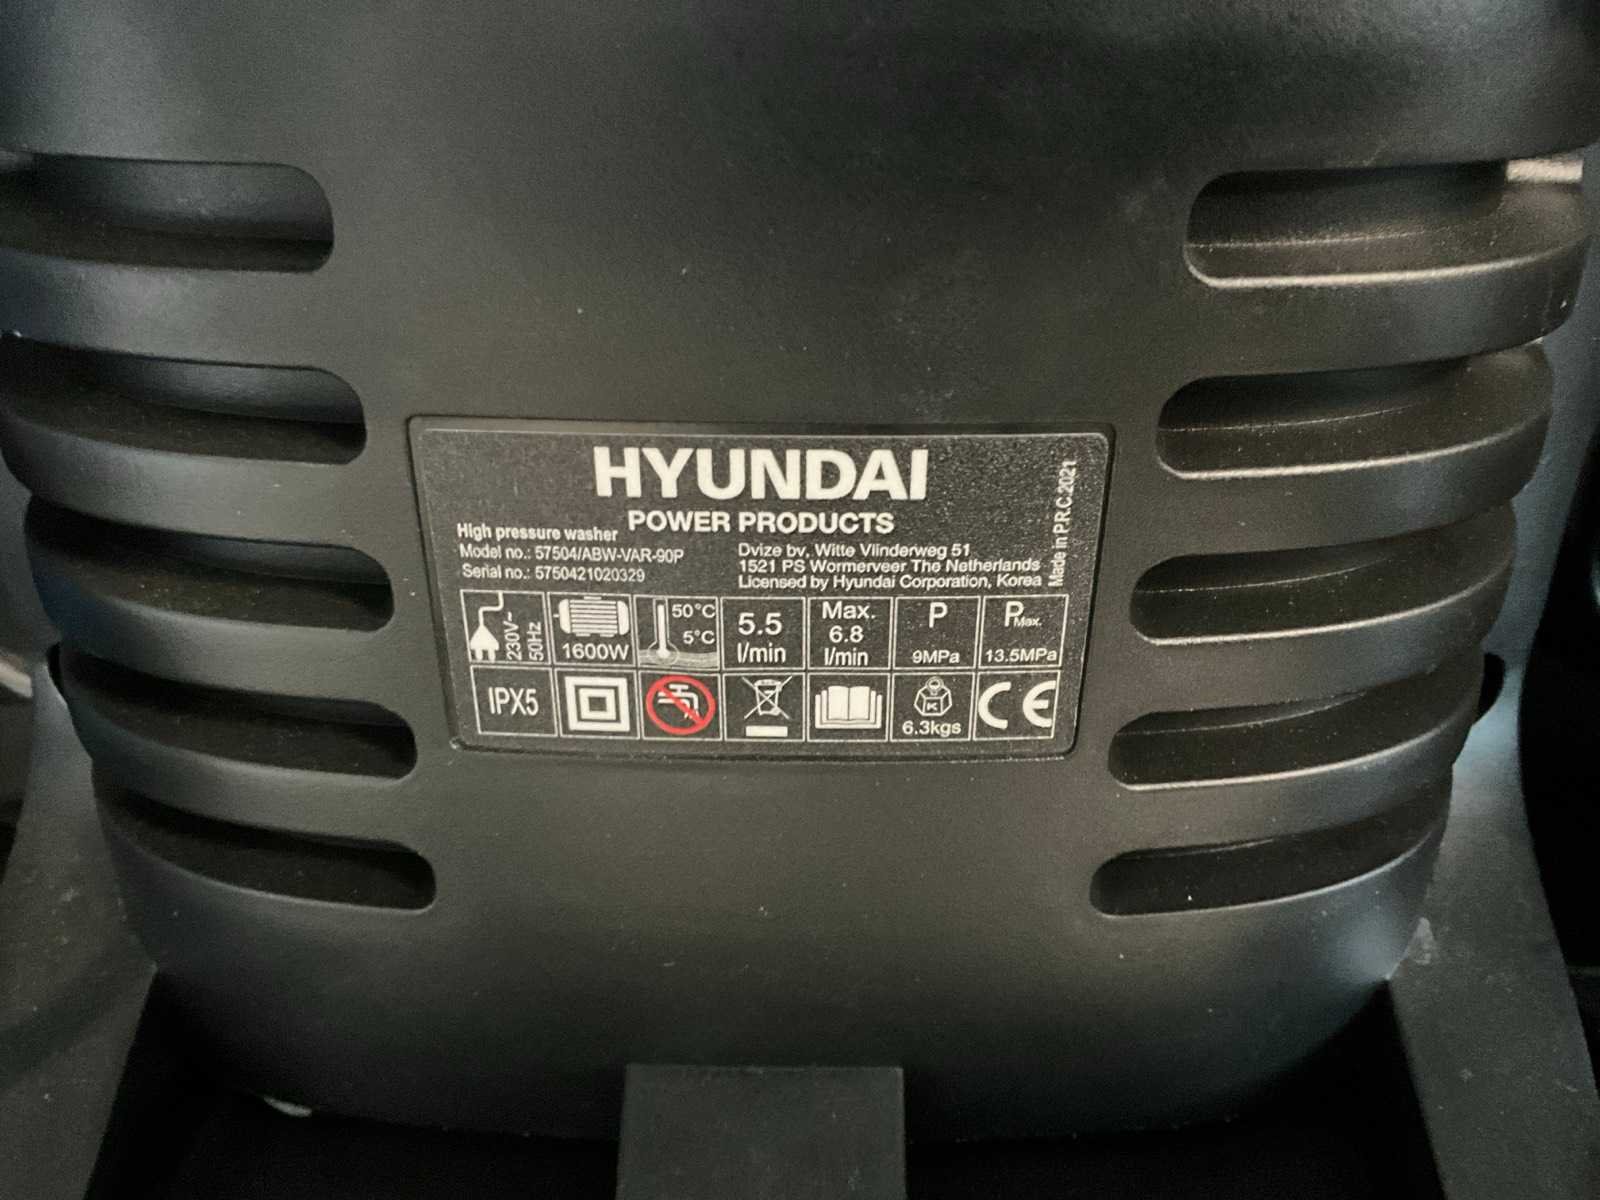 HYUNDAI
POWER PRODUCTS
High pressure washer
Model no.: 57504/ABW-VAR-90P
Serial no.: 5750421020329
Dvize bv, Witte Vlinderweg 51
1521 PS Wormerveer The Netherlands
Licensed by Hyundai Corporation, Korea
Made in P.R.C.2021
230V~
50Hz
1600W
50°C
5°C
5.5
l/min
Max.
6.8
l/min
P
9MPa
PMax.
13.5MPa
IPX5
K
6.3kgs
CE